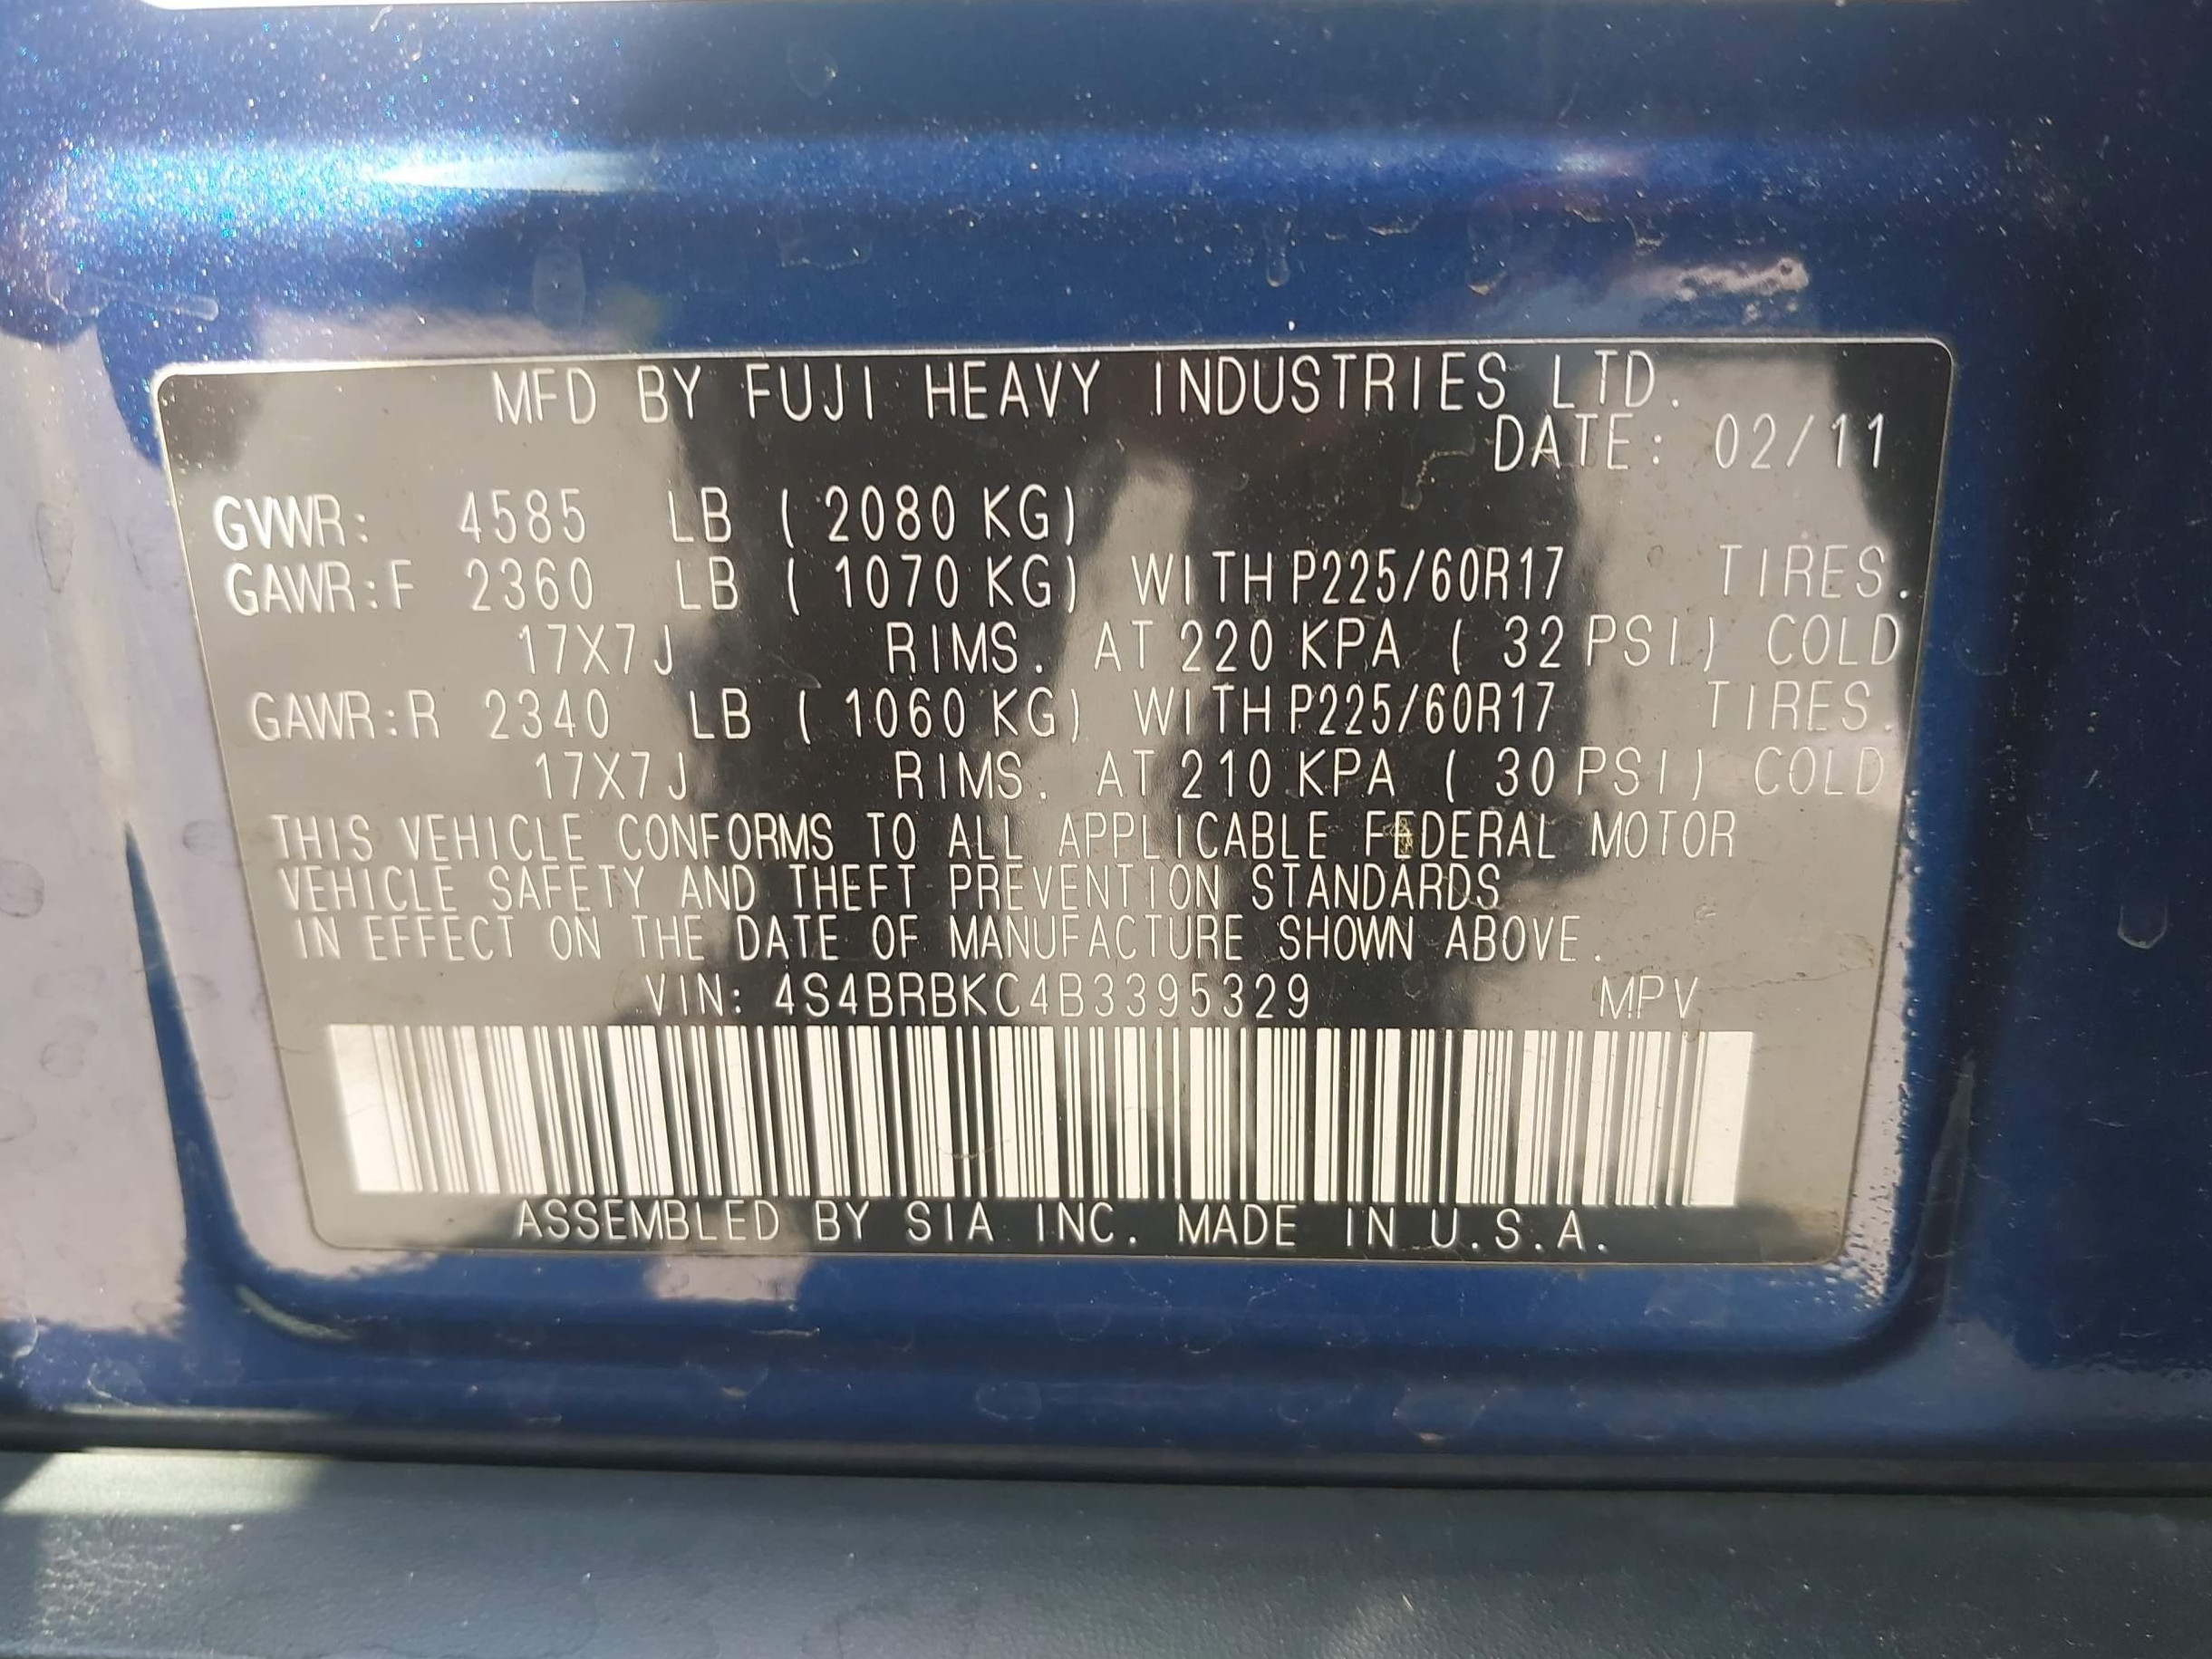 MFD BY FUJI HEAVY INDUSTRIES LTD.
DATE: 02/11
GVWR: 4585 LB ( 2080 KG)
GAWR:F 2360 LB ( 1070 KG) WITH P225/60R17 TIRES.
17X7J RIMS. AT 220 KPA ( 32 PSI) COLD
GAWR:R 2340 LB ( 1060 KG) WITH P225/60R17 TIRES.
17X7J RIMS. AT 210 KPA ( 30 PSI) COLD
THIS VEHICLE CONFORMS TO ALL APPLICABLE FEDERAL MOTOR
VEHICLE SAFETY AND THEFT PREVENTION STANDARDS
IN EFFECT ON THE DATE OF MANUFACTURE SHOWN ABOVE.
VIN: 4S4BRBKC4B3395329 MPV
ASSEMBLED BY SIA INC. MADE IN U.S.A.